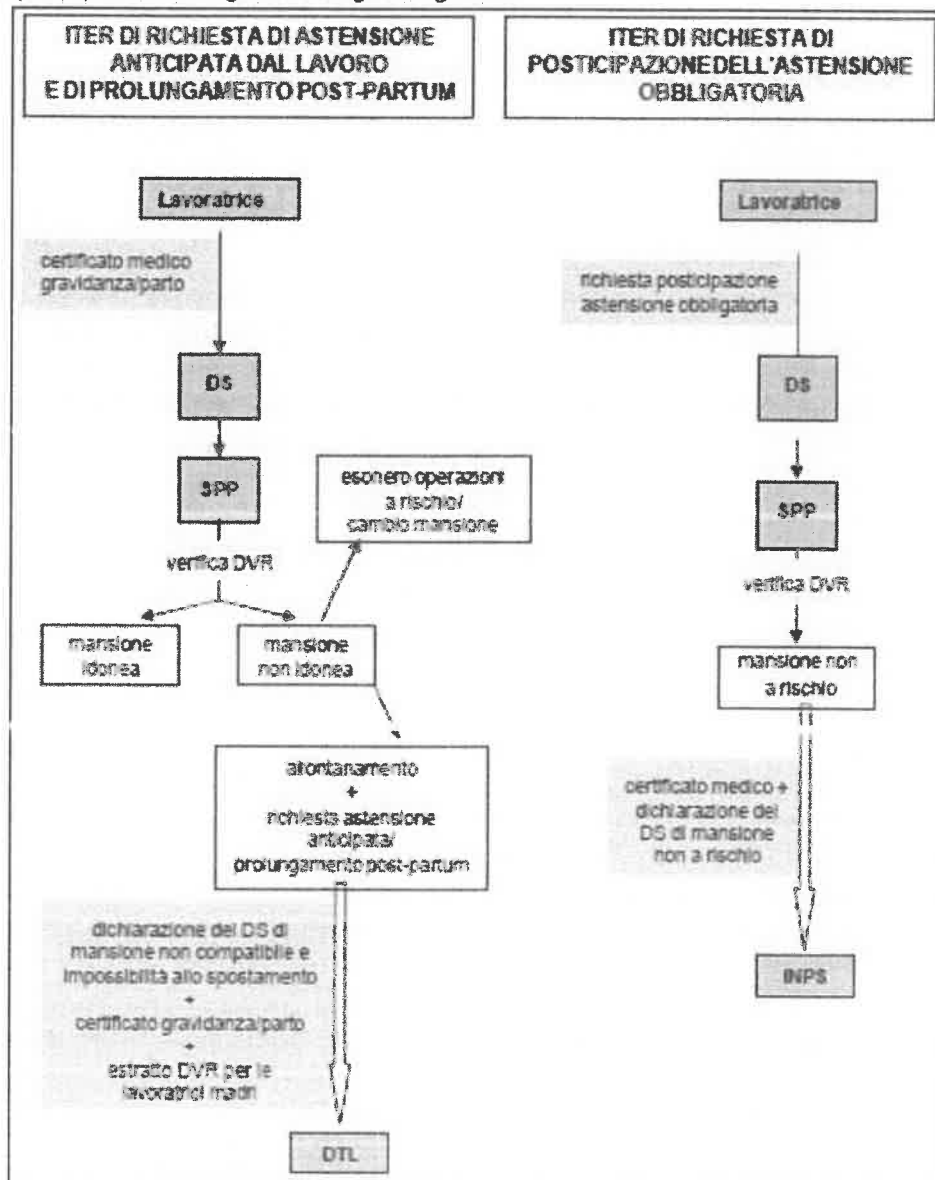 ITER DI RICHIESTA DI ASTENSIONE
ANTICIPATA DAL LAVORO
E DI PROLUNGAMENTO POST-PARTUM
Lavoratrice
certificato medico
gravidanza/parto
DS
SPP
verifica DVR
esonero operazioni
a rischio/
cambio mansione
mansione
idonea
mansione
non idonea
allontanamento
+
richiesta astensione
anticipata/
prolungamento post-partum
dichiarazione del DS di
mansione non compatibile e
impossibilità allo spostamento
+
certificato gravidanza/parto
+
estratto DVR per le
lavoratrici madri
DTL
ITER DI RICHIESTA DI
POSTICIPAZIONE DELL'ASTENSIONE
OBBLIGATORIA
Lavoratrice
richiesta posticipazione
astensione obbligatoria
DS
SPP
verifica DVR
mansione non
a rischio
certificato medico +
dichiarazione del
DS di mansione
non a rischio
INPS